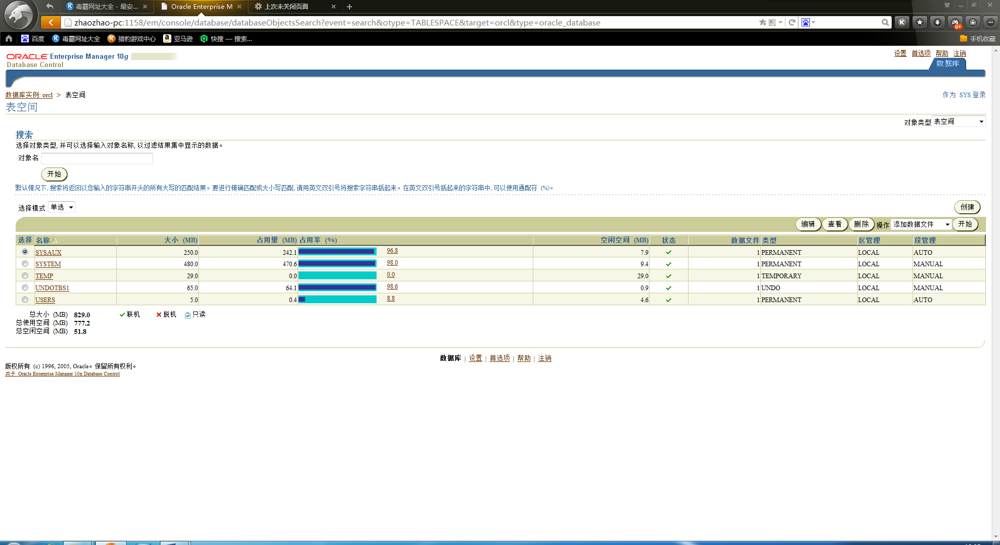 毒霸网址大全 - 最安...
Oracle Enterprise M
上次未关闭页面
zhaozhao-pc:1158/em/console/database/databaseObjectsSearch?event=search&otype=TABLESPACE&target=orcl&type=oracle_database
9+
百度 毒霸网址大全 猎豹游戏中心 亚马逊 快搜 — 搜索... 手机收藏
ORACLE Enterprise Manager 10g
Database Control
设置 首选项 帮助 注销
数据库
数据库实例: orcl > 表空间
作为 SYS 登录
表空间
对象类型 表空间
搜索
选择对象类型, 并可以选择输入对象名称, 以过滤结果集中显示的数据。
对象名
开始
默认情况下, 搜索将返回以您输入的字符串开头的所有大写的匹配结果。要进行精确匹配或大小写匹配, 请用英文双引号将搜索字符串括起来。在英文双引号括起来的字符串中, 可以使用通配符 (%)。
选择模式 单选 创建
编辑 查看 删除 操作 添加数据文件 开始
选择 名称 大小 (MB) 占用量 (MB) 占用率 (%) 空闲空间 (MB) 状态 数据文件 类型 区管理 段管理
SYSAUX 250.0 242.1 96.8 7.9 1 PERMANENT LOCAL AUTO
SYSTEM 480.0 470.6 98.0 9.4 1 PERMANENT LOCAL MANUAL
TEMP 29.0 0.0 0.0 29.0 1 TEMPORARY LOCAL MANUAL
UNDOTBS1 65.0 64.1 98.6 0.9 1 UNDO LOCAL MANUAL
USERS 5.0 0.4 8.8 4.6 1 PERMANENT LOCAL AUTO
总大小 (MB) 829.0 联机 脱机 只读
总使用空间 (MB) 777.2
总空闲空间 (MB) 51.8
数据库 | 设置 | 首选项 | 帮助 | 注销
版权所有 (c) 1996, 2005, Oracle。保留所有权利。
关于 Oracle Enterprise Manager 10g Database Control